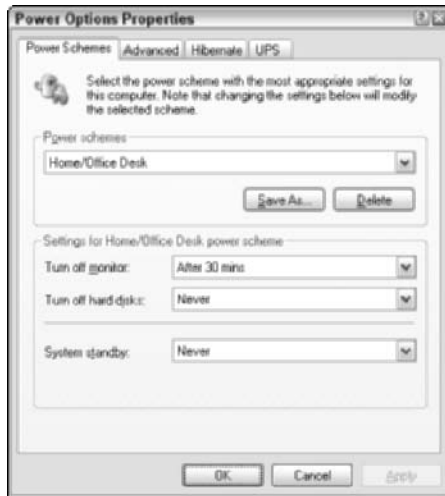 Power Options Properties
Power Schemes Advanced Hibernate UPS
Select the power scheme with the most appropriate settings for
this computer. Note that changing the settings below will modify
the selected scheme.
Power schemes
Home/Office Desk
Save As... Delete
Settings for Home/Office Desk power scheme
Turn off monitor: After 30 mins
Turn off hard disks: Never
System standby: Never
OK Cancel Apply